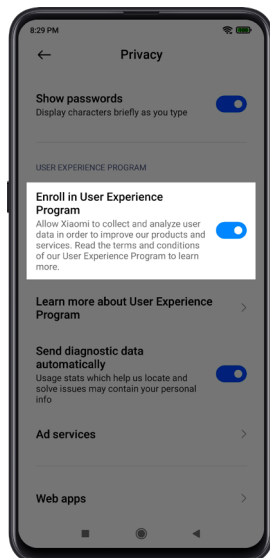 8:29 PM
Privacy
Show passwords
Display characters briefly as you type
USER EXPERIENCE PROGRAM
Enroll in User Experience
Program
Allow Xiaomi to collect and analyze user
data in order to improve our products and
services. Read the terms and conditions
of our User Experience Program to learn
more.
Learn more about User Experience
Program
Send diagnostic data
automatically
Usage stats which help us locate and
solve issues may contain your personal
info
Ad services
Web apps